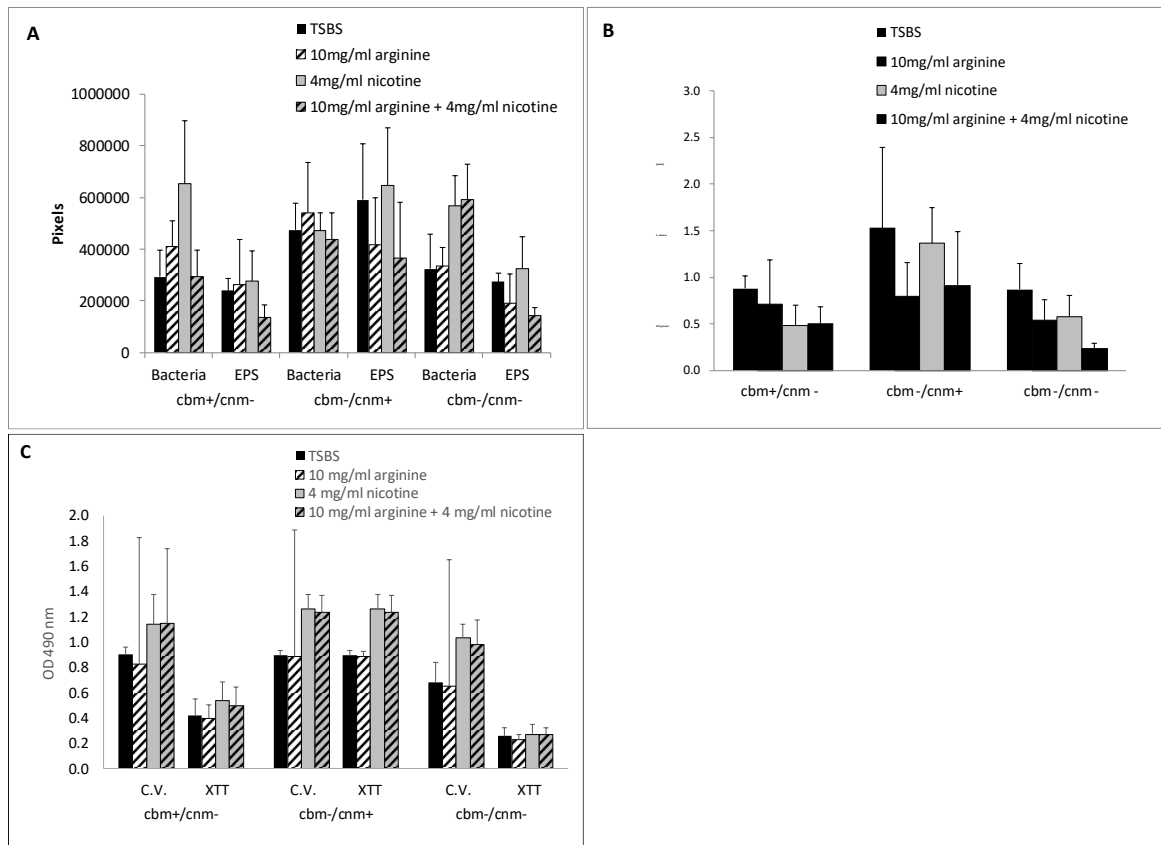 A
TSBS
10mg/ml arginine
4mg/ml nicotine
10mg/ml arginine + 4mg/ml nicotine
Pixels
1000000
800000
600000
400000
200000
0
Bacteria EPS Bacteria EPS Bacteria EPS
cbm+/cnm- cbm-/cnm+ cbm-/cnm-
B
TSBS
10mg/ml arginine
4mg/ml nicotine
10mg/ml arginine + 4mg/ml nicotine
3.0
2.5
2.0
1.5
1.0
0.5
0.0
cbm+/cnm - cbm -/cnm+ cbm -/cnm -
C
TSBS
10 mg/ml arginine
4 mg/ml nicotine
10 mg/ml arginine + 4 mg/ml nicotine
OD 490 nm
2.0
1.8
1.6
1.4
1.2
1.0
0.8
0.6
0.4
0.2
0.0
C.V. XTT C.V. XTT C.V. XTT
cbm+/cnm- cbm-/cnm+ cbm-/cnm-